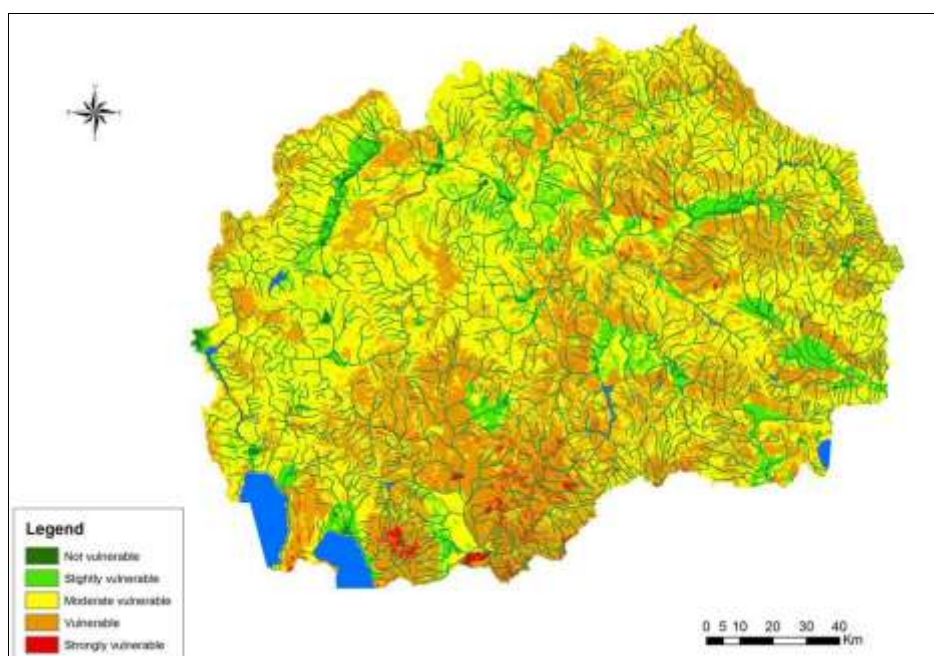 Legend
Not vulnerable
Slightly vulnerable
Moderate vulnerable
Vulnerable
Strongly vulnerable
0 5 10 20 30 40
Km